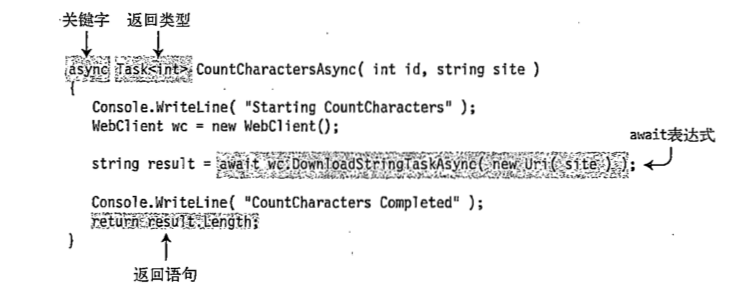 关键字 返回类型
async Task<int> CountCharactersAsync( int id, string site )
{
Console.WriteLine( "Starting CountCharacters" );
WebClient wc = new WebClient();
await表达式
string result = await wc.DownloadStringTaskAsync( new Uri( site ) );
Console.WriteLine( "CountCharacters Completed" );
return result.Length;
}
返回语句